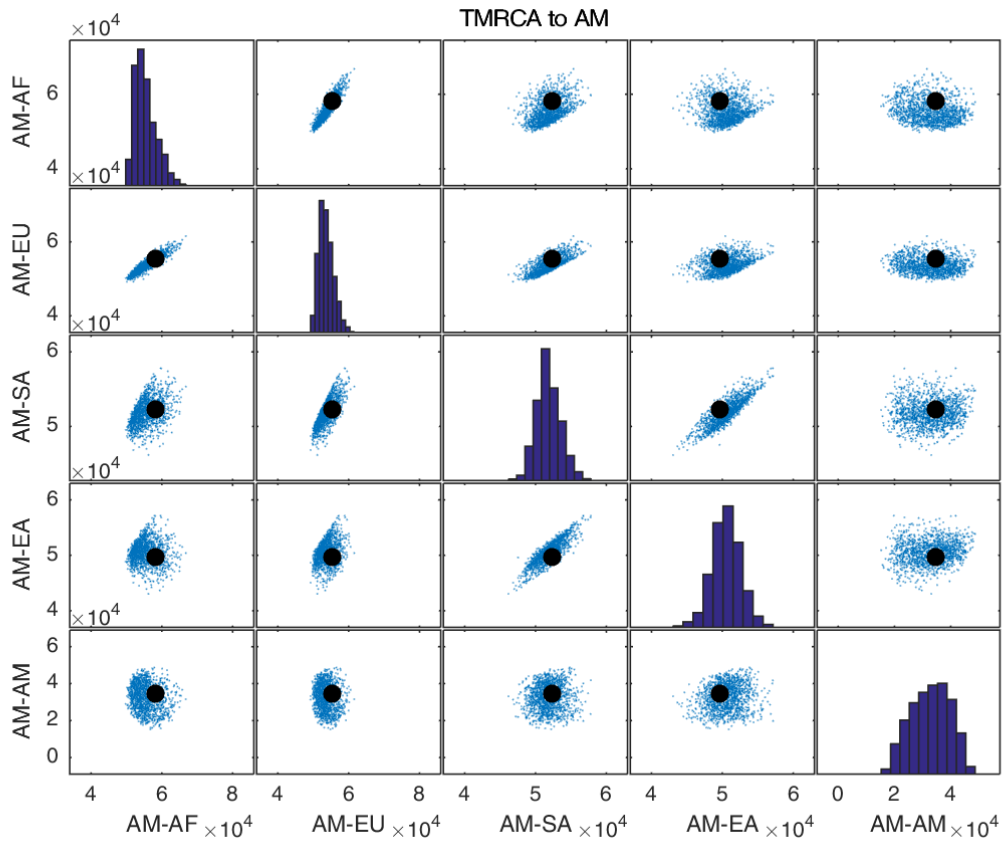 TMRCA to AM
×10⁴
AM-AF
6
4
×10⁴
AM-EU
6
4
×10⁴
AM-SA
6
5
×10⁴
AM-EA
6
5
4
×10⁴
AM-AM
6
4
2
0
4 6 8 4 6 8 5 6 4 5 6 0 2 4
AM-AF ×10⁴ AM-EU ×10⁴ AM-SA ×10⁴ AM-EA ×10⁴ AM-AM ×10⁴